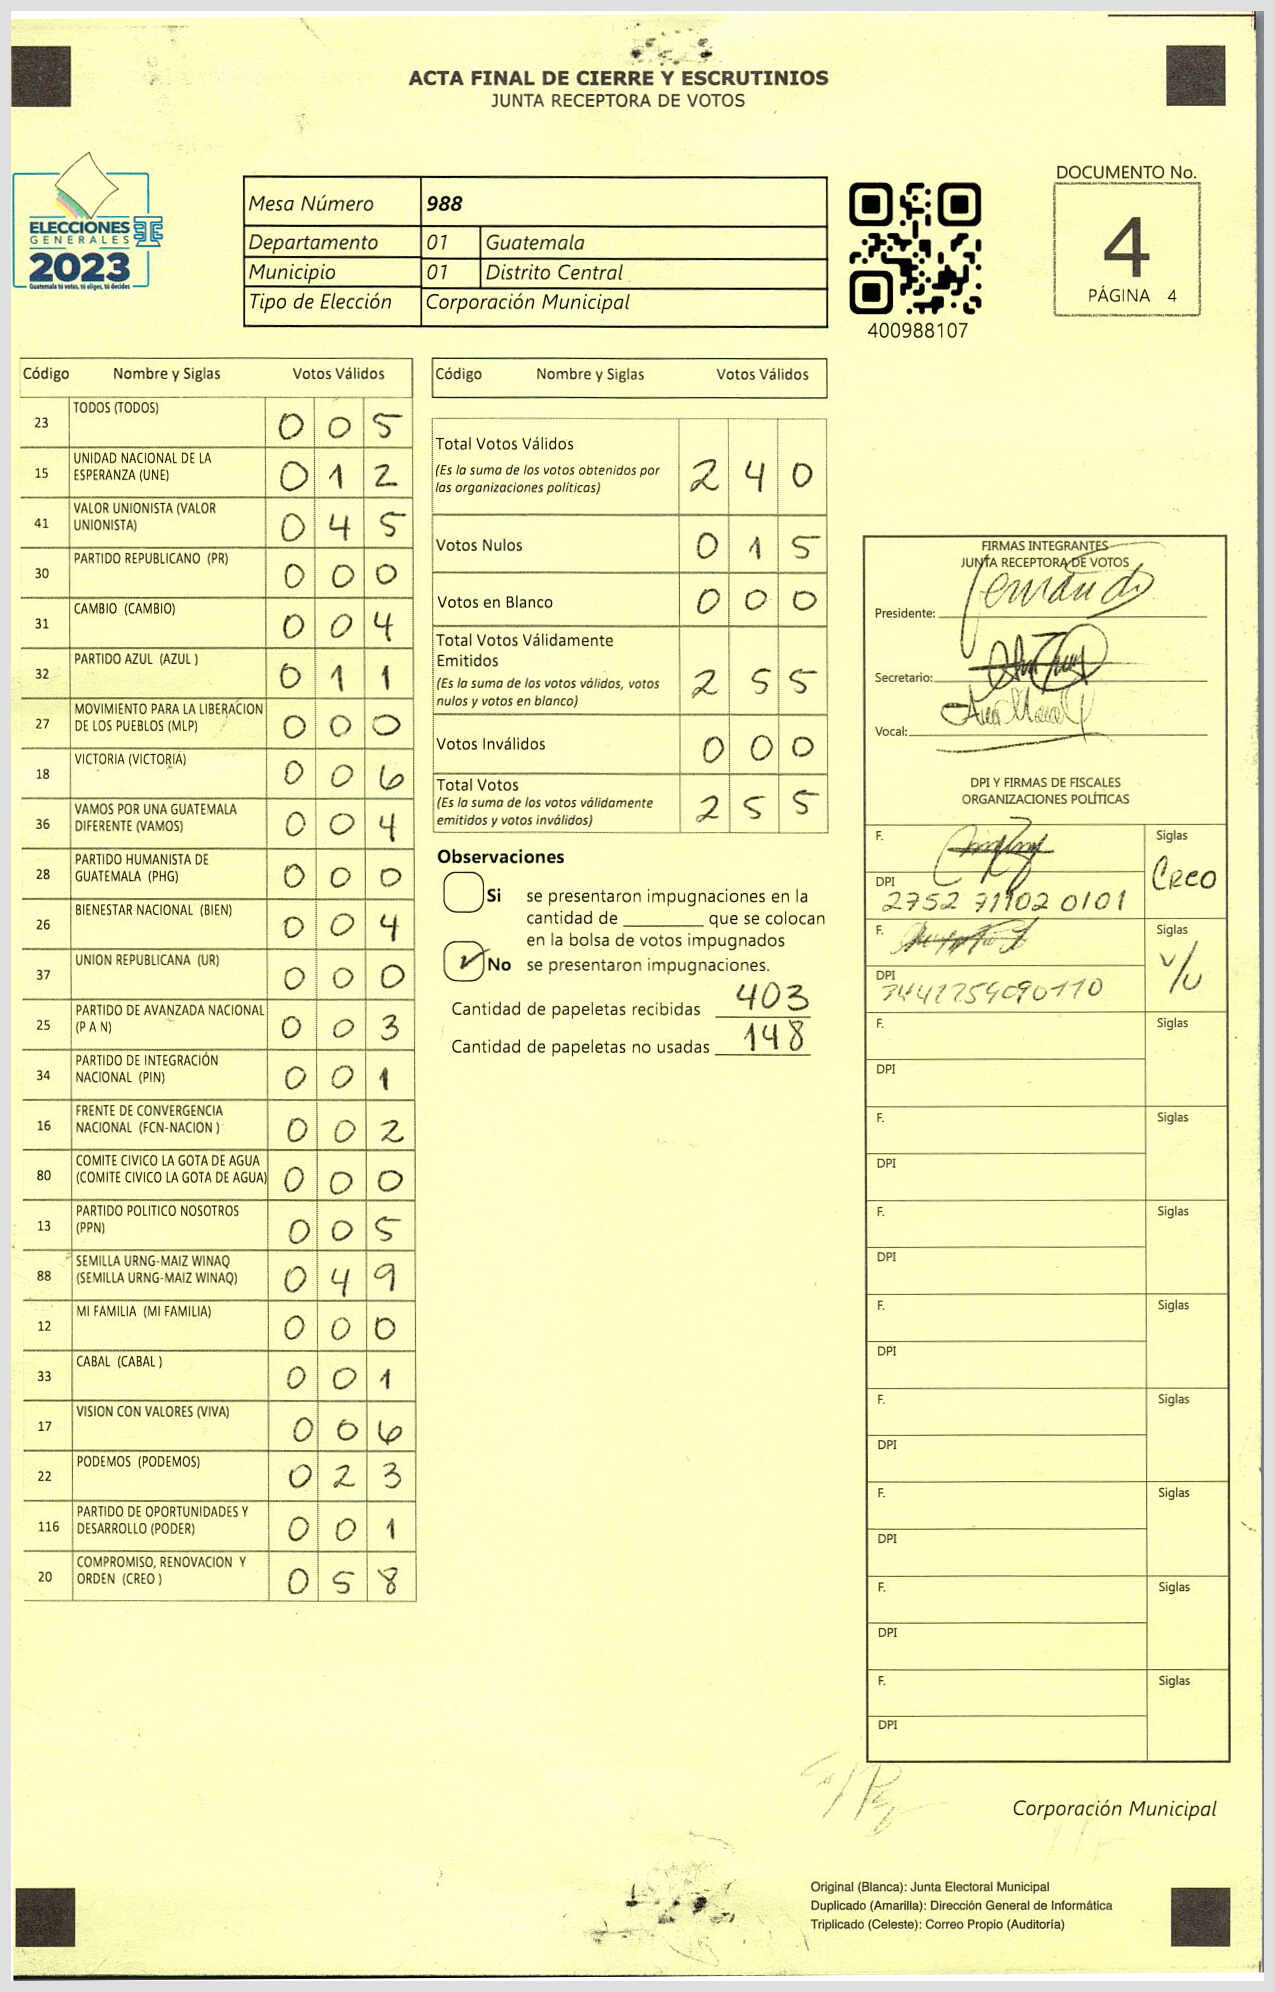 ACTA FINAL DE CIERRE Y ESCRUTINIOS
JUNTA RECEPTORA DE VOTOS
ELECCIONES
GENERALES
2023
Guatemala tú votas, tú eliges, tú decides
Mesa Número 988
Departamento 01 Guatemala
Municipio 01 Distrito Central
Tipo de Elección Corporación Municipal
400988107
DOCUMENTO No.
4
PÁGINA 4
Código Nombre y Siglas Votos Válidos
23 TODOS (TODOS) 0 0 5
15 UNIDAD NACIONAL DE LA
ESPERANZA (UNE) 0 1 2
41 VALOR UNIONISTA (VALOR
UNIONISTA) 0 4 5
30 PARTIDO REPUBLICANO (PR) 0 0 0
31 CAMBIO (CAMBIO) 0 0 4
32 PARTIDO AZUL (AZUL ) 0 1 1
27 MOVIMIENTO PARA LA LIBERACION
DE LOS PUEBLOS (MLP) 0 0 0
18 VICTORIA (VICTORIA) 0 0 6
36 VAMOS POR UNA GUATEMALA
DIFERENTE (VAMOS) 0 0 4
28 PARTIDO HUMANISTA DE
GUATEMALA (PHG) 0 0 0
26 BIENESTAR NACIONAL (BIEN) 0 0 4
37 UNION REPUBLICANA (UR) 0 0 0
25 PARTIDO DE AVANZADA NACIONAL
(P A N) 0 0 3
34 PARTIDO DE INTEGRACIÓN
NACIONAL (PIN) 0 0 1
16 FRENTE DE CONVERGENCIA
NACIONAL (FCN-NACION ) 0 0 2
80 COMITE CIVICO LA GOTA DE AGUA
(COMITE CIVICO LA GOTA DE AGUA) 0 0 0
13 PARTIDO POLITICO NOSOTROS
(PPN) 0 0 5
88 SEMILLA URNG-MAIZ WINAQ
(SEMILLA URNG-MAIZ WINAQ) 0 4 9
12 MI FAMILIA (MI FAMILIA) 0 0 0
33 CABAL (CABAL ) 0 0 1
17 VISION CON VALORES (VIVA) 0 0 6
22 PODEMOS (PODEMOS) 0 2 3
116 PARTIDO DE OPORTUNIDADES Y
DESARROLLO (PODER) 0 0 1
20 COMPROMISO, RENOVACION Y
ORDEN (CREO ) 0 5 8
Código Nombre y Siglas Votos Válidos
Total Votos Válidos 2 4 0
(Es la suma de los votos obtenidos por
las organizaciones políticas)
Votos Nulos 0 1 5
Votos en Blanco 0 0 0
Total Votos Válidamente
Emitidos 2 5 5
(Es la suma de los votos válidos, votos
nulos y votos en blanco)
Votos Inválidos 0 0 0
Total Votos 2 5 5
(Es la suma de los votos válidamente
emitidos y votos inválidos)
Observaciones
Si se presentaron impugnaciones en la
cantidad de ________ que se colocan
en la bolsa de votos impugnados
No se presentaron impugnaciones.
Cantidad de papeletas recibidas 403
Cantidad de papeletas no usadas 148
FIRMAS INTEGRANTES
JUNTA RECEPTORA DE VOTOS
Presidente:
Secretario:
Vocal:
DPI Y FIRMAS DE FISCALES
ORGANIZACIONES POLÍTICAS
F. Siglas
Creo
DPI
2752 71102 0101
F. Siglas
V/U
DPI
F. Siglas
DPI
F. Siglas
DPI
F. Siglas
DPI
F. Siglas
DPI
F. Siglas
DPI
F. Siglas
DPI
F. Siglas
DPI
F. Siglas
DPI
Corporación Municipal
Original (Blanca): Junta Electoral Municipal
Duplicado (Amarilla): Dirección General de Informática
Triplicado (Celeste): Correo Propio (Auditoría)